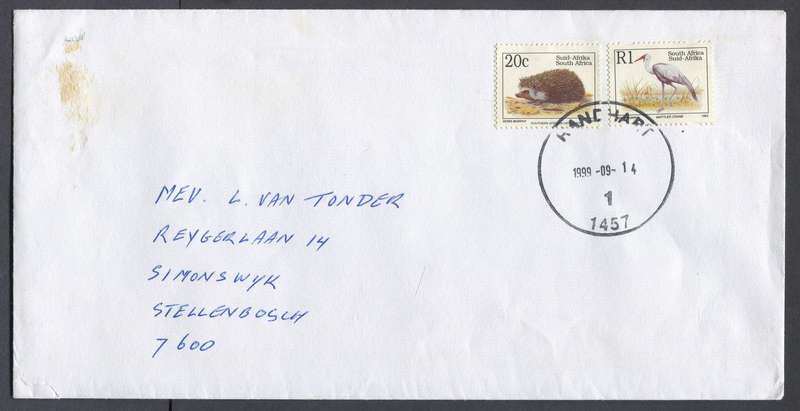 20c Suid-Afrika
South Africa
R1 South Africa
Suid-Afrika
RANDHART
1999-09-14
1
1457
MEV. L. VAN TONDER
REYGERLAAN 14
SIMONSWYK
STELLENBOSCH
7600